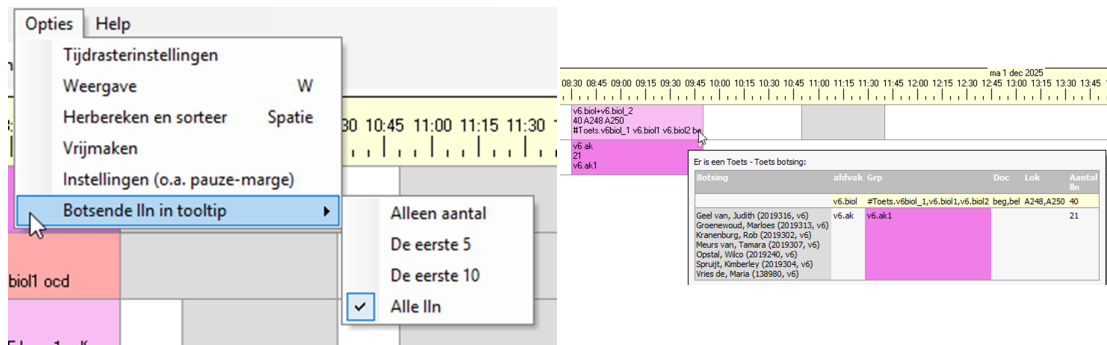 Opties Help
Tijdrasterinstellingen
Weergave W
Herbereken en sorteer Spatie
Vrijmaken
Instellingen (o.a. pauze-marge)
Botsende lln in tooltip
Alleen aantal
De eerste 5
De eerste 10
Alle lln
30 10:45 11:00 11:15 11:30
biol1 ocd
ma 1 dec 2025
08:30 08:45 09:00 09:15 09:30 09:45 10:00 10:15 10:30 10:45 11:00 11:15 11:30 11:45 12:00 12:15 12:30 12:45 13:00 13:15 13:30 13:45
v6.biol+v6.biol_2
40 A248 A250
#Toets.v6biol_1 v6.biol1 v6.biol2 be
v6 ak
21
v6.ak1
Er is een Toets - Toets botsing:
Botsing afdvak Grp Doc Lok Aantal lln
v6.biol #Toets.v6biol_1,v6.biol1,v6.biol2 beg,bel A248,A250 40
Geel van, Judith (2019316, v6) v6.ak v6.ak1 21
Groenewoud, Marloes (2019313, v6)
Kranenburg, Rob (2019302, v6)
Meurs van, Tamara (2019307, v6)
Opstal, Wilco (2019240, v6)
Spruijt, Kimberley (2019304, v6)
Vries de, Maria (138980, v6)